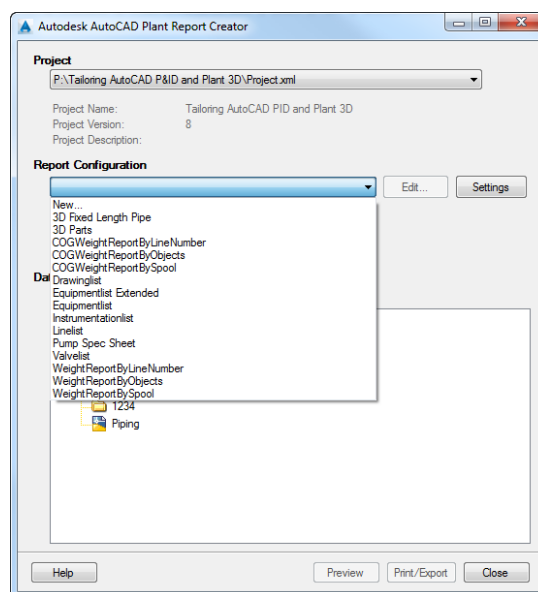 Autodesk AutoCAD Plant Report Creator
Project
P:\Tailoring AutoCAD P&ID and Plant 3D\Project.xml
Project Name: Tailoring AutoCAD PID and Plant 3D
Project Version: 8
Project Description:
Report Configuration
Edit... Settings
New...
3D Fixed Length Pipe
3D Parts
COGWeightReportByLineNumber
COGWeightReportByObjects
COGWeightReportBySpool
Drawinglist
Equipmentlist Extended
Equipmentlist
Instrumentationlist
Linelist
Pump Spec Sheet
Valvelist
WeightReportByLineNumber
WeightReportByObjects
WeightReportBySpool
1234
Piping
Help Preview Print/Export Close